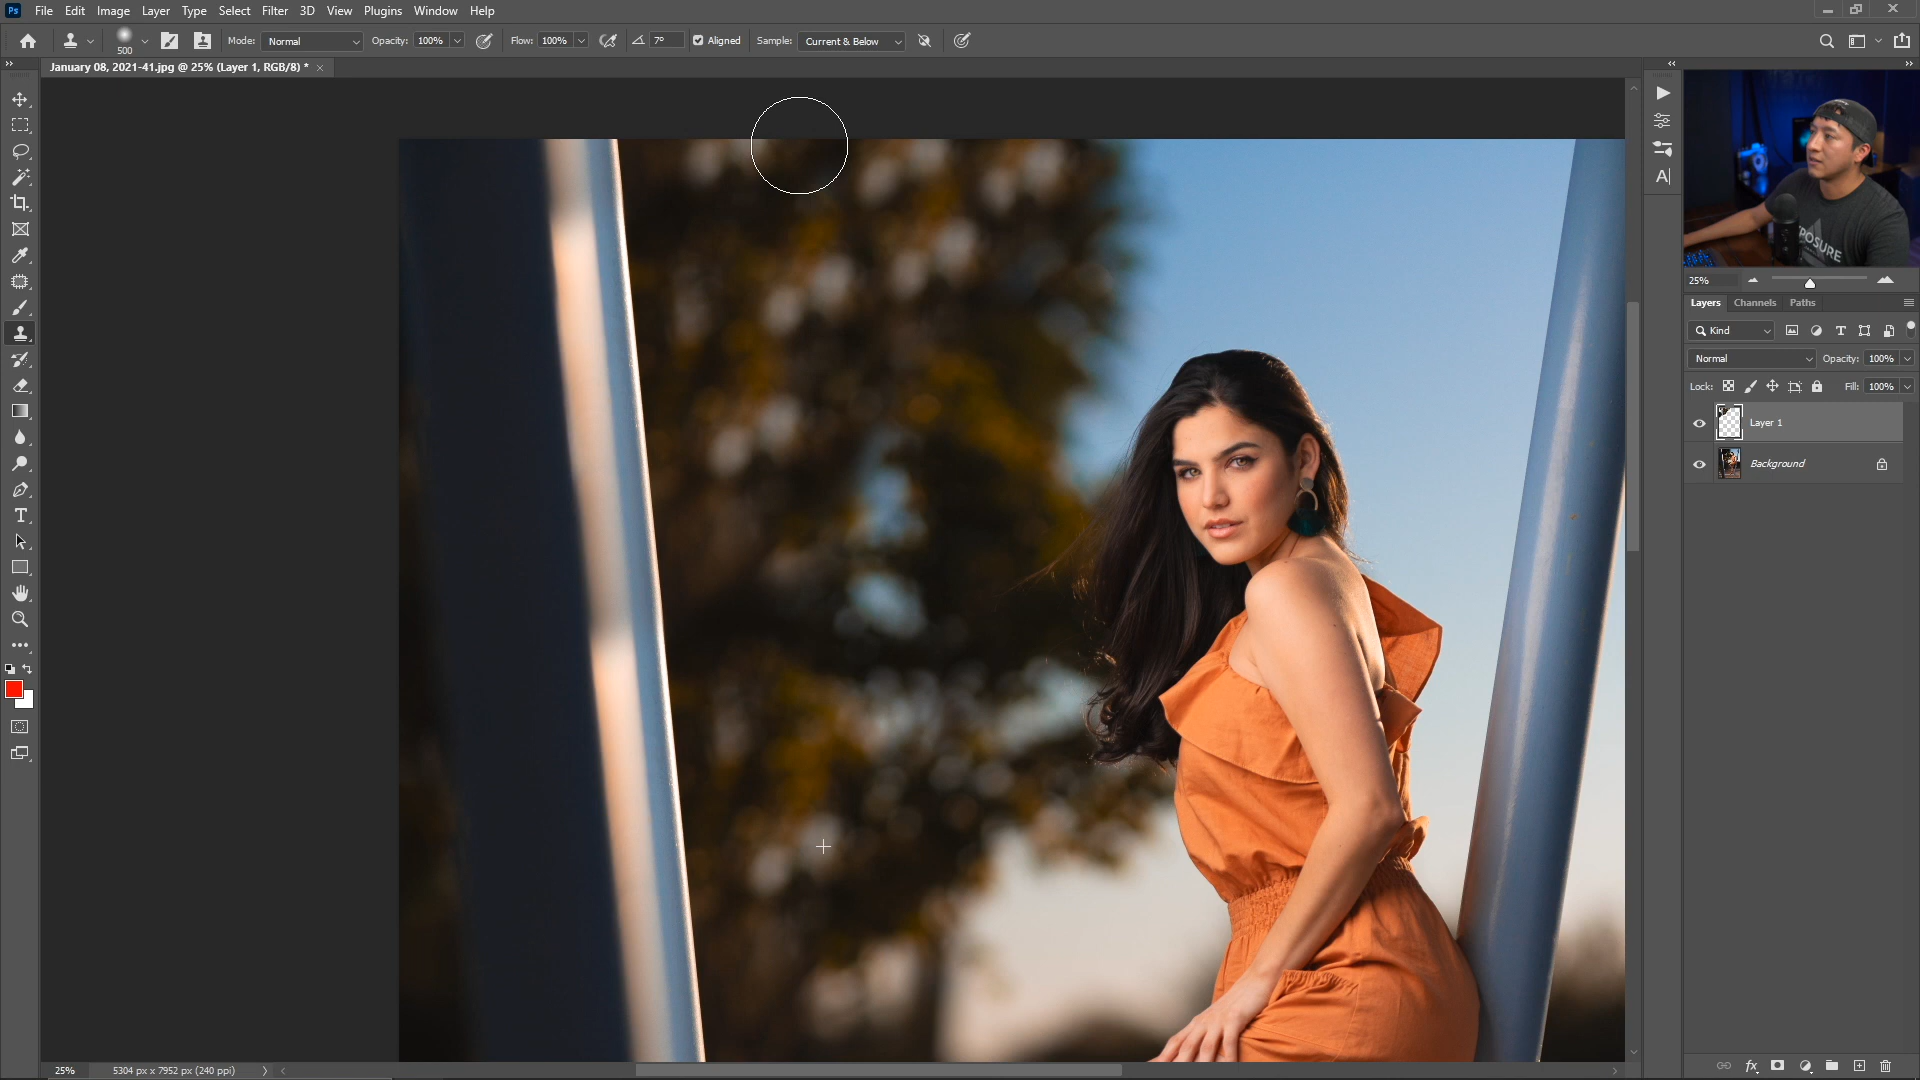 Ps File Edit Image Layer Type Select Filter 3D View Plugins Window Help
500 Mode: Normal Opacity: 100% Flow: 100% 7° Aligned Sample: Current & Below
January 08, 2021-41.jpg @ 25% (Layer 1, RGB/8) *
A
25%
Layers Channels Paths
Kind
Normal Opacity: 100%
Lock: Fill: 100%
Layer 1
Background
fx
25% 5304 px x 7952 px (240 ppi)